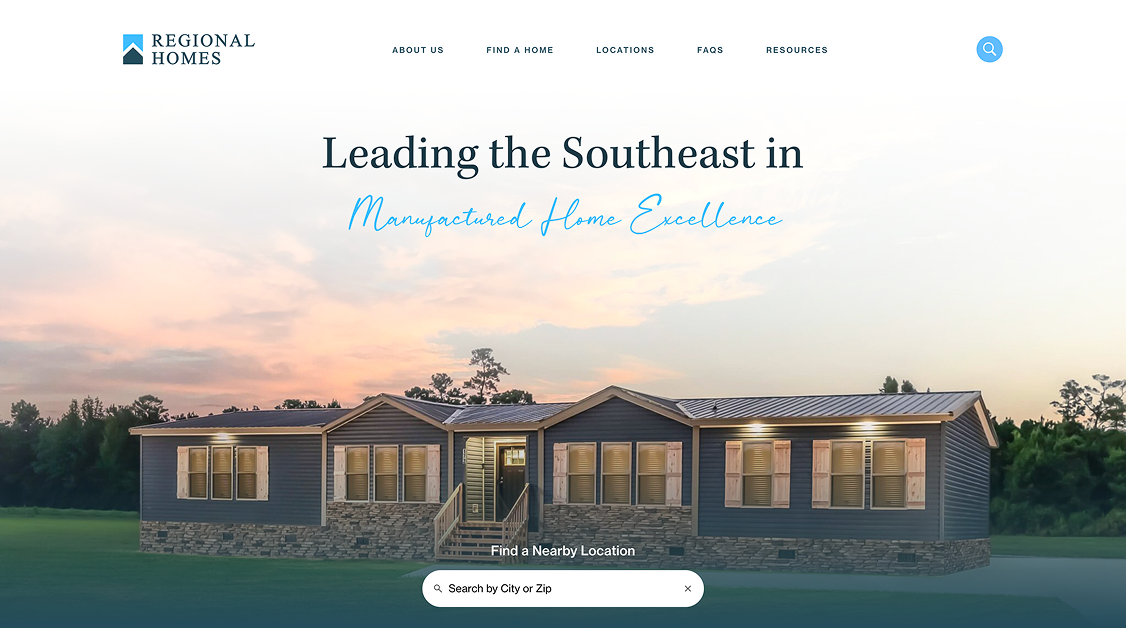 REGIONAL
HOMES
ABOUT US FIND A HOME LOCATIONS FAQS RESOURCES
Leading the Southeast in
Manufactured Home Excellence
Find a Nearby Location
Search by City or Zip